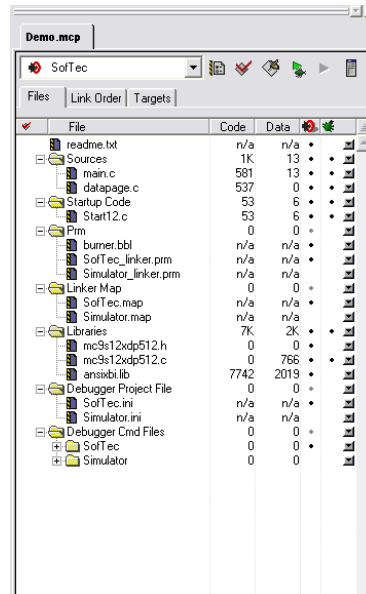 Demo.mcp
SofTec
Files Link Order Targets
File Code Data
readme.txt n/a n/a
Sources 1K 13
main.c 581 13
datapage.c 537 0
Startup Code 53 6
Start12.c 53 6
Prm 0 0
burner.bbl n/a n/a
SofTec_linker.prm n/a n/a
Simulator_linker.prm n/a n/a
Linker Map 0 0
SofTec.map n/a n/a
Simulator.map n/a n/a
Libraries 7K 2K
mc9s12xdp512.h 0 0
mc9s12xdp512.c 0 766
ansixbi.lib 7742 2019
Debugger Project File 0 0
SofTec.ini n/a n/a
Simulator.ini n/a n/a
Debugger Cmd Files 0 0
SofTec 0 0
Simulator 0 0